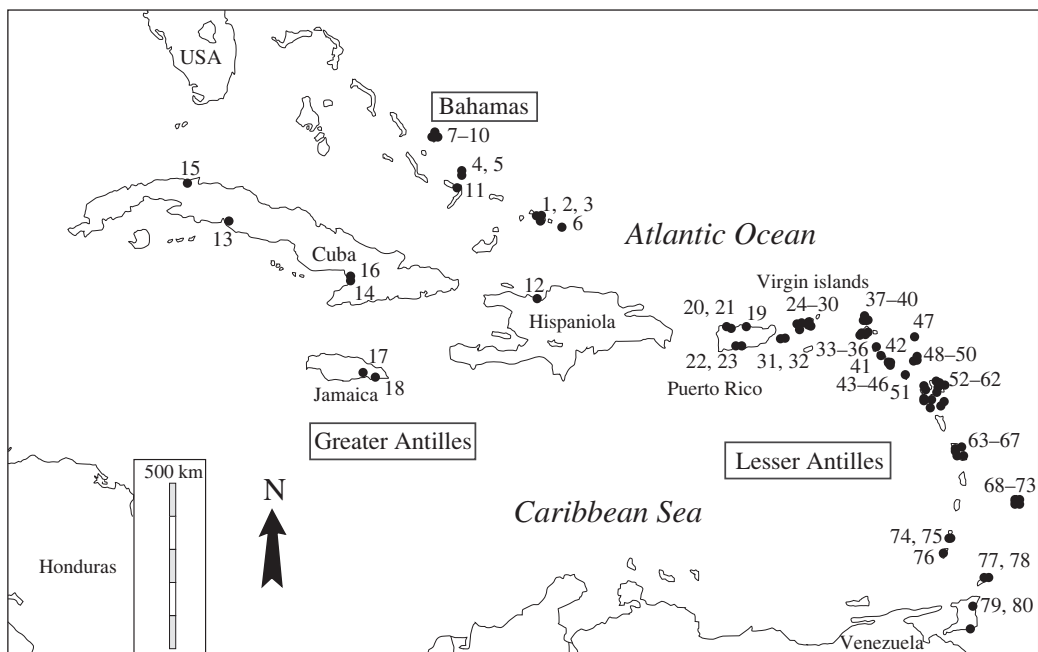 USA
Bahamas
7–10
4, 5
15
11
1, 2, 3
6
Atlantic Ocean
13
Cuba
16
14
12
Hispaniola
Virgin islands
20, 21
19
24–30
37–40
47
22, 23
31, 32
33–36
42
41
48–50
43–46
51
52–62
Puerto Rico
17
Jamaica
18
Greater Antilles
Lesser Antilles
63–67
500 km
N
Caribbean Sea
68–73
74, 75
76
77, 78
Honduras
79, 80
Venezuela